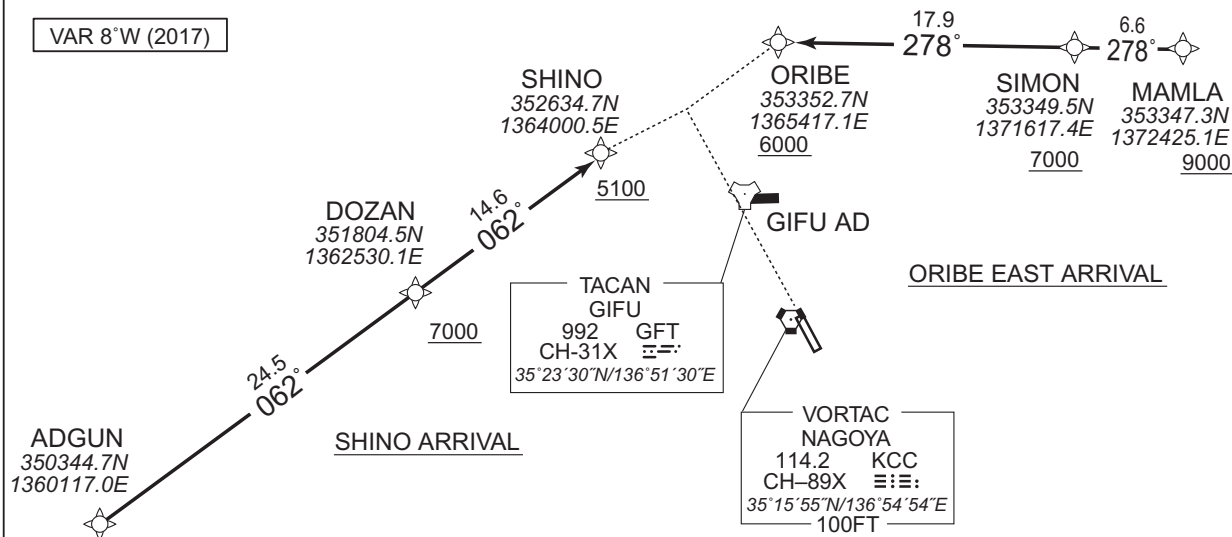 VAR 8˚W (2017)
17.9
278˚
6.6
278˚
SHINO
352634.7N
1364000.5E
5100
ORIBE
353352.7N
1365417.1E
6000
SIMON
353349.5N
1371617.4E
7000
MAMLA
353347.3N
1372425.1E
9000
14.6
062˚
DOZAN
351804.5N
1362530.1E
7000
GIFU AD
ORIBE EAST ARRIVAL
TACAN
GIFU
992 GFT
CH-31X
35˚23´30˝N/136˚51´30˝E
24.5
062˚
ADGUN
350344.7N
1360117.0E
SHINO ARRIVAL
VORTAC
NAGOYA
114.2 KCC
CH–89X
35˚15´55˝N/136˚54´54˝E
100FT